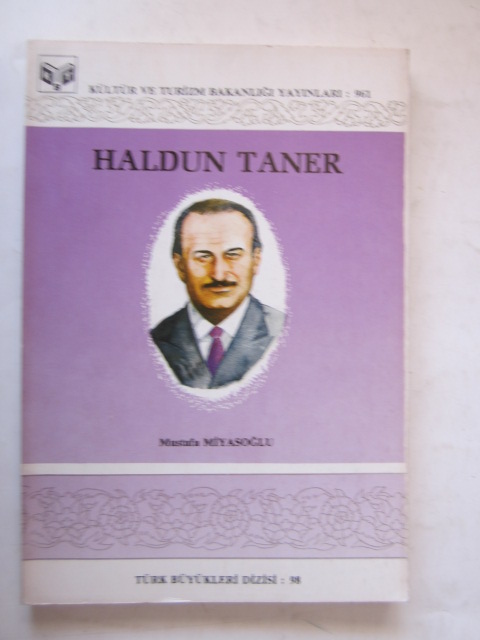 KÜLTÜR VE TURİZM BAKANLIĞI YAYINLARI : 961
HALDUN TANER
Mustafa MİYASOĞLU
TÜRK BÜYÜKLERİ DİZİSİ : 98